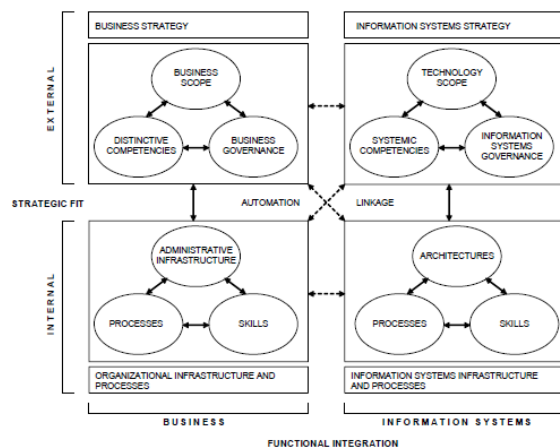 BUSINESS STRATEGY
INFORMATION SYSTEMS STRATEGY
EXTERNAL
BUSINESS
SCOPE
DISTINCTIVE
COMPETENCIES
BUSINESS
GOVERNANCE
TECHNOLOGY
SCOPE
SYSTEMIC
COMPETENCIES
INFORMATION
SYSTEMS
GOVERNANCE
STRATEGIC FIT
AUTOMATION
LINKAGE
INTERNAL
ADMINISTRATIVE
INFRASTRUCTURE
PROCESSES
SKILLS
ARCHITECTURES
PROCESSES
SKILLS
ORGANIZATIONAL INFRASTRUCTURE AND
PROCESSES
INFORMATION SYSTEMS INFRASTRUCTURE
AND PROCESSES
BUSINESS
INFORMATION SYSTEMS
FUNCTIONAL INTEGRATION